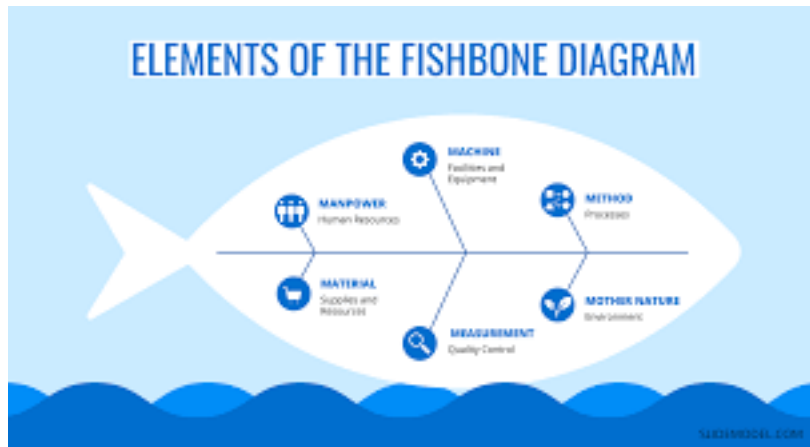 ELEMENTS OF THE FISHBONE DIAGRAM
MACHINE
Facilities and
Equipment
MANPOWER
Human Resources
METHOD
Processes
MATERIAL
Supplies and
Resources
MEASUREMENT
Quality Control
MOTHER NATURE
Environment
SLIDEMODEL.COM